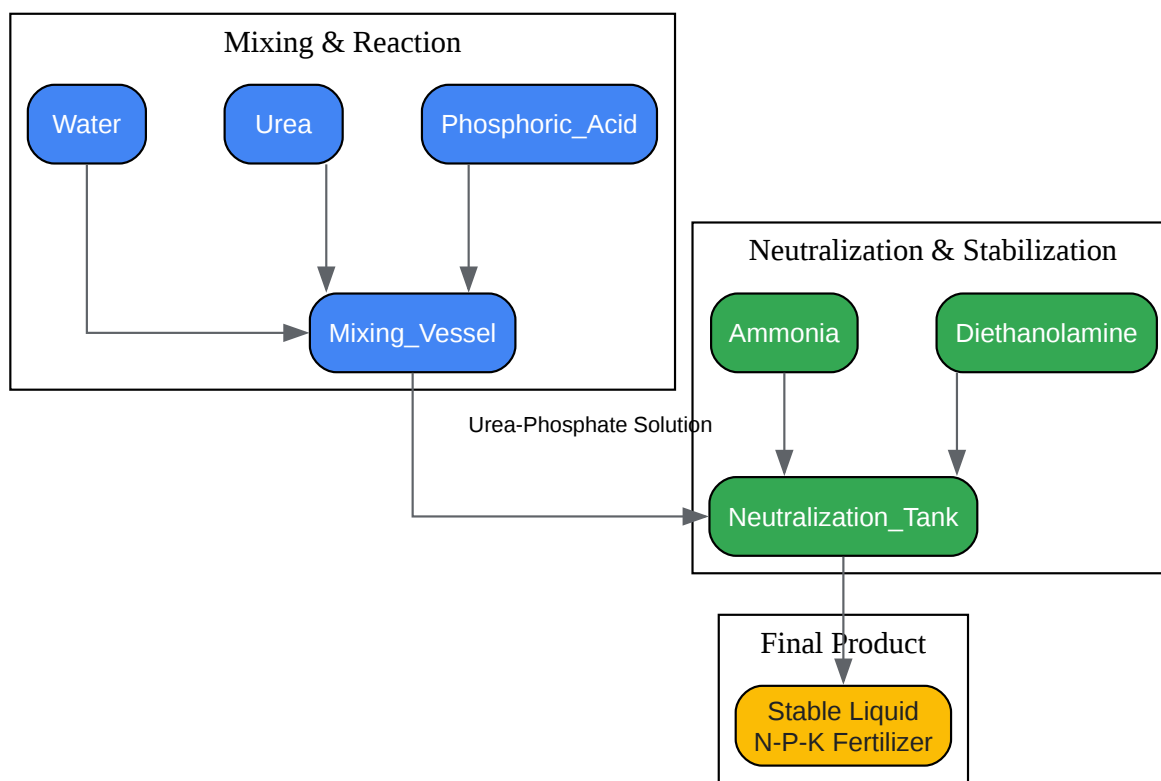 Mixing & Reaction
Water
Urea
Phosphoric_Acid
Mixing_Vessel
Neutralization & Stabilization
Ammonia
Diethanolamine
Urea-Phosphate Solution
Neutralization_Tank
Final Product
Stable Liquid
N-P-K Fertilizer